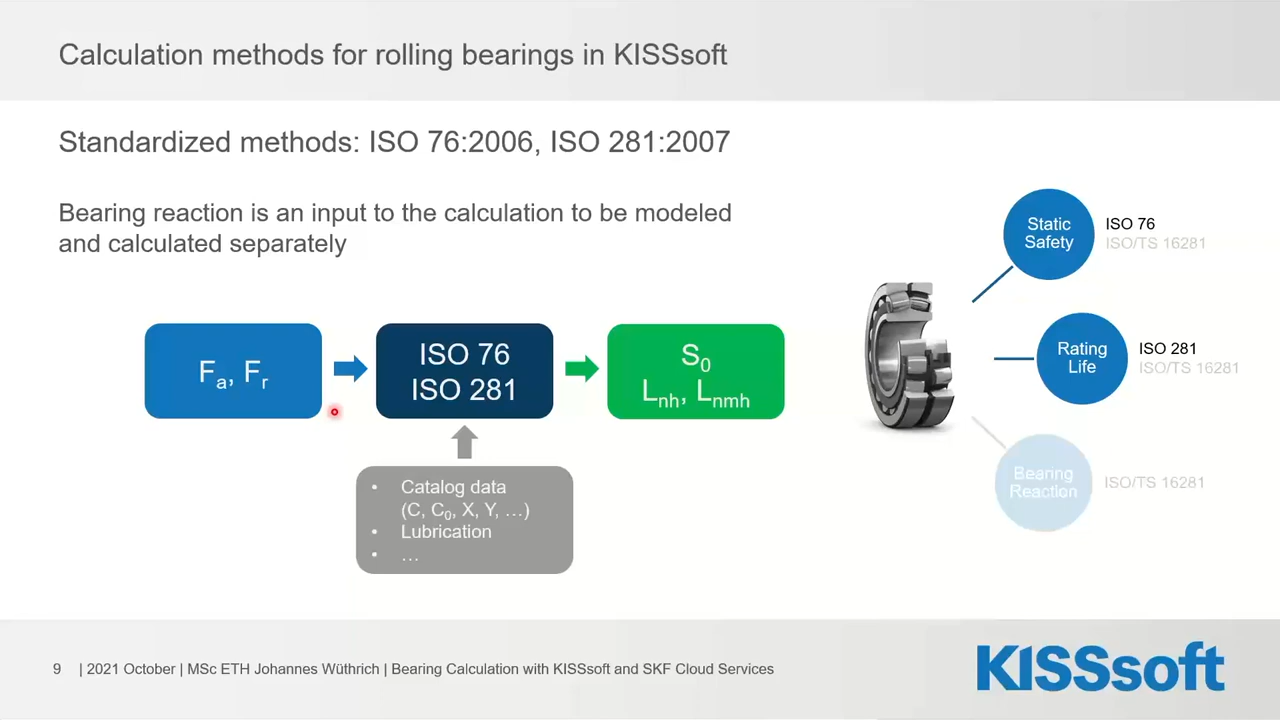 Calculation methods for rolling bearings in KISSsoft
Standardized methods: ISO 76:2006, ISO 281:2007
Bearing reaction is an input to the calculation to be modeled
and calculated separately
Fa, Fr
ISO 76
ISO 281
S0
Lnh, Lnmh
• Catalog data
(C, C0, X, Y, …)
• Lubrication
• …
Static
Safety
ISO 76
ISO/TS 16281
Rating
Life
ISO 281
ISO/TS 16281
Bearing
Reaction
ISO/TS 16281
9 | 2021 October | MSc ETH Johannes Wüthrich | Bearing Calculation with KISSsoft and SKF Cloud Services
KISSsoft